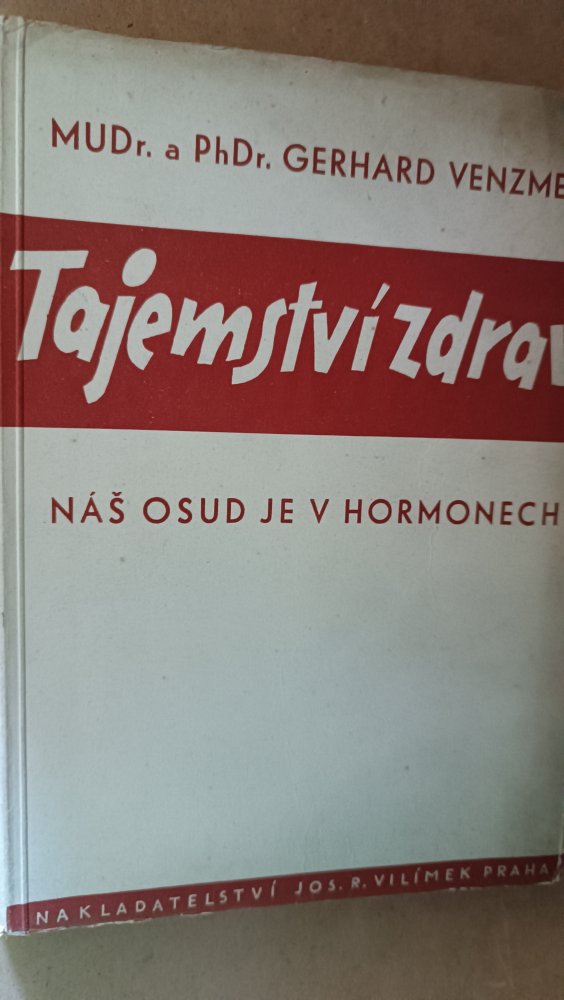 MUDr. a PhDr. GERHARD VENZME
Tajemství zdrav
NÁŠ OSUD JE V HORMONECH
NAKLADATELSTVÍ JOS. R. VILÍMEK PRAHA